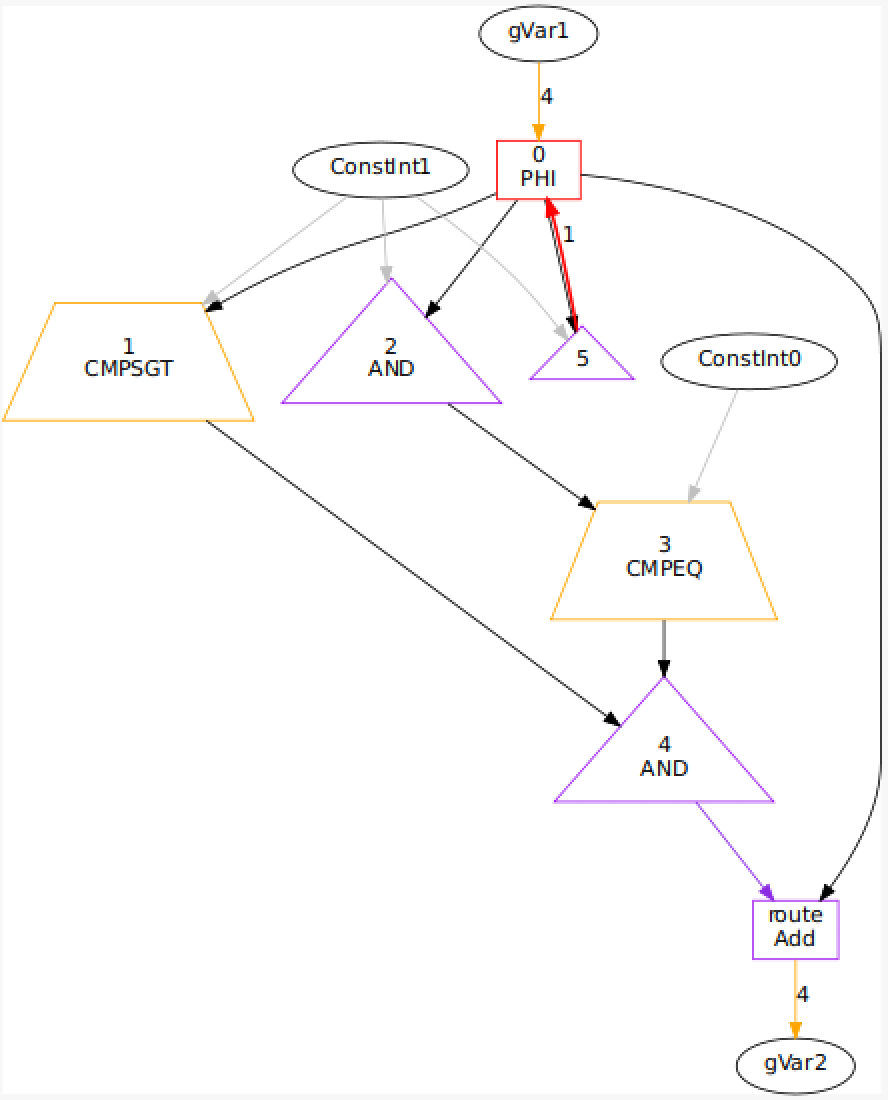 gVar1
4
ConstInt1
0
PHI
1
1
CMPSGT
2
AND
5
ConstInt0
3
CMPEQ
4
AND
route
Add
4
gVar2